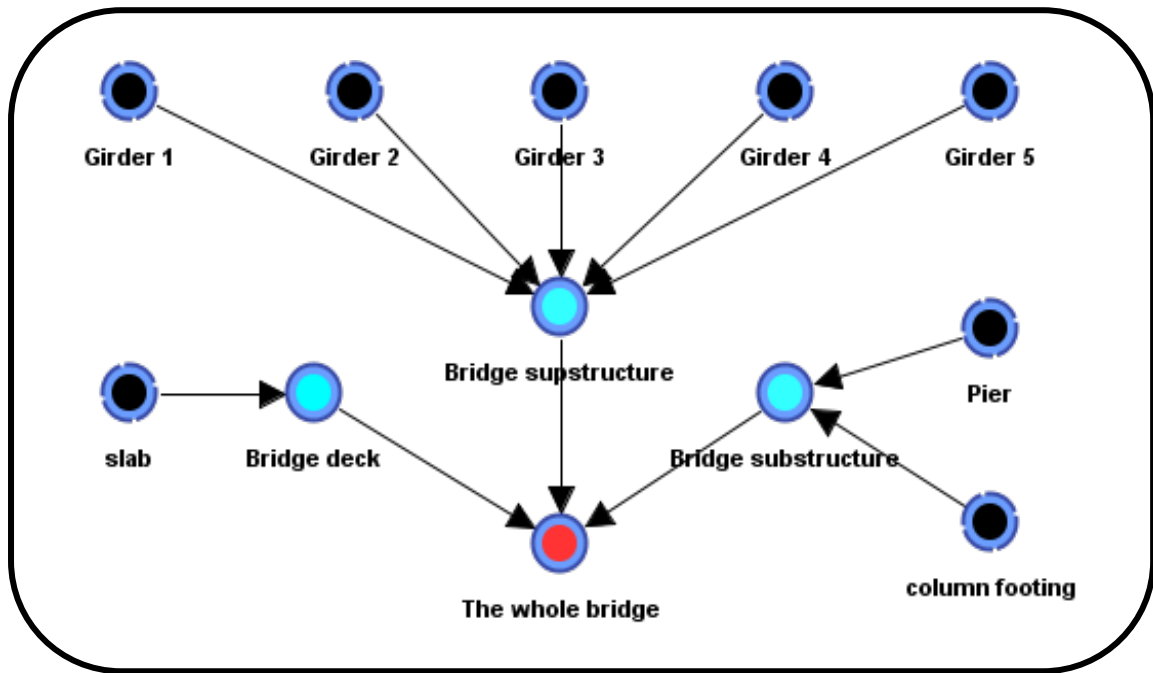 Girder 1
Girder 2
Girder 3
Girder 4
Girder 5
Bridge supstructure
Pier
slab
Bridge deck
Bridge substructure
column footing
The whole bridge